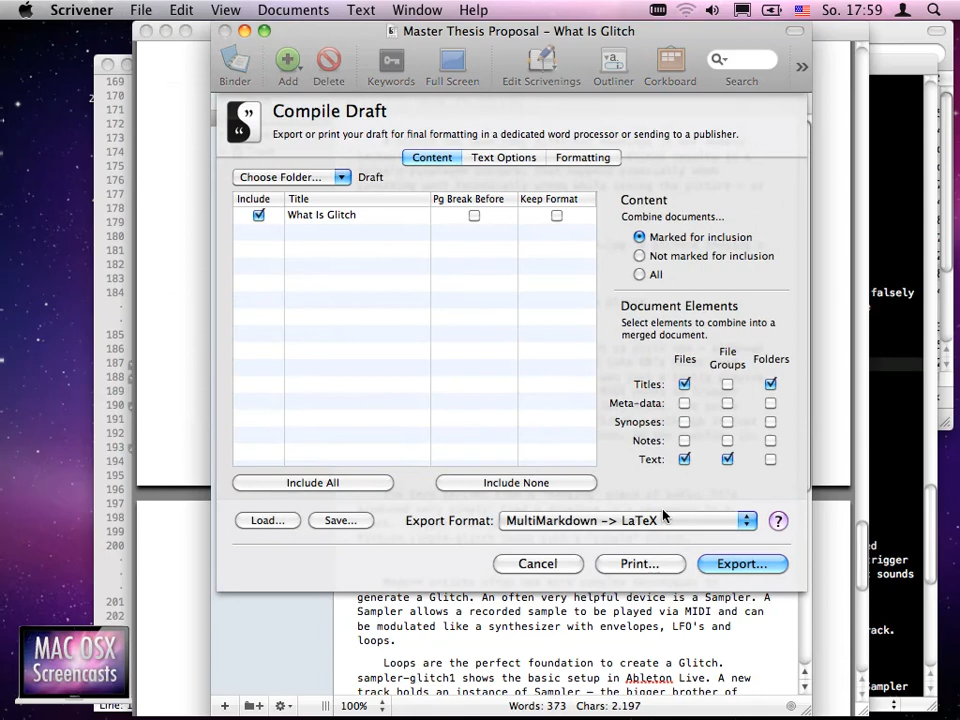 Scrivener File Edit View Documents Text Window Help So. 17:59
Master Thesis Proposal – What Is Glitch
Binder Add Delete Keywords Full Screen Edit Scrivenings Outliner Corkboard Search
Compile Draft
Export or print your draft for final formatting in a dedicated word processor or sending to a publisher.
Content Text Options Formatting
Choose Folder... Draft
Include Title Pg Break Before Keep Format
What Is Glitch
Content
Combine documents...
Marked for inclusion
Not marked for inclusion
All
Document Elements
Select elements to combine into a
merged document.
Files File Groups Folders
Titles:
Meta-data:
Synopses:
Notes:
Text:
Include All Include None
Load... Save... Export Format: MultiMarkdown -> LaTeX ?
Cancel Print... Export...
generate a Glitch. An often very helpful device is a Sampler. A
Sampler allows a recorded sample to be played via MIDI and can
be modulated like a synthesizer with envelopes, LFO's and
loops.
Loops are the perfect foundation to create a Glitch.
sampler-glitch1 shows the basic setup in Ableton Live. A new
track holds an instance of Sampler – the bigger brother of
100% Words: 373 Chars: 2.197
169
170
171
172
173
174
175
176
177
178
179
180
181
182
183
184
185
186
187
188
189
190
191
192
193
194
195
196
197
198
199
200
201
202
falsely
trigger
sounds
rack.
Sampler
MAC OSX
Screencasts